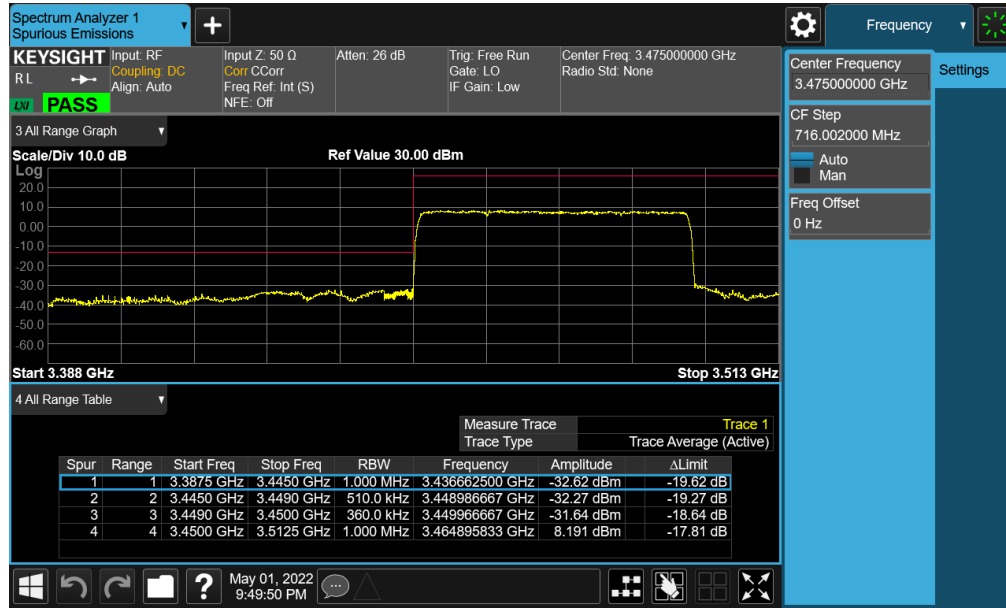 Spectrum Analyzer 1
Spurious Emissions
+
Frequency
KEYSIGHT
R L
LXI PASS
Input: RF
Coupling: DC
Align: Auto
Input Z: 50 Ω
Corr CCorr
Freq Ref: Int (S)
NFE: Off
Atten: 26 dB
Trig: Free Run
Gate: LO
IF Gain: Low
Center Freq: 3.475000000 GHz
Radio Std: None
Center Frequency
3.475000000 GHz
Settings
CF Step
716.002000 MHz
Auto
Man
Freq Offset
0 Hz
3 All Range Graph
Scale/Div 10.0 dB
Ref Value 30.00 dBm
Log
20.0
10.0
0.00
-10.0
-20.0
-30.0
-40.0
-50.0
-60.0
Start 3.388 GHz
Stop 3.513 GHz
4 All Range Table
Measure Trace Trace 1
Trace Type Trace Average (Active)
Spur Range Start Freq Stop Freq RBW Frequency Amplitude ΔLimit
1 1 3.3875 GHz 3.4450 GHz 1.000 MHz 3.436662500 GHz -32.62 dBm -19.62 dB
2 2 3.4450 GHz 3.4490 GHz 510.0 kHz 3.448986667 GHz -32.27 dBm -19.27 dB
3 3 3.4490 GHz 3.4500 GHz 360.0 kHz 3.449966667 GHz -31.64 dBm -18.64 dB
4 4 3.4500 GHz 3.5125 GHz 1.000 MHz 3.464895833 GHz 8.191 dBm -17.81 dB
?
May 01, 2022
9:49:50 PM